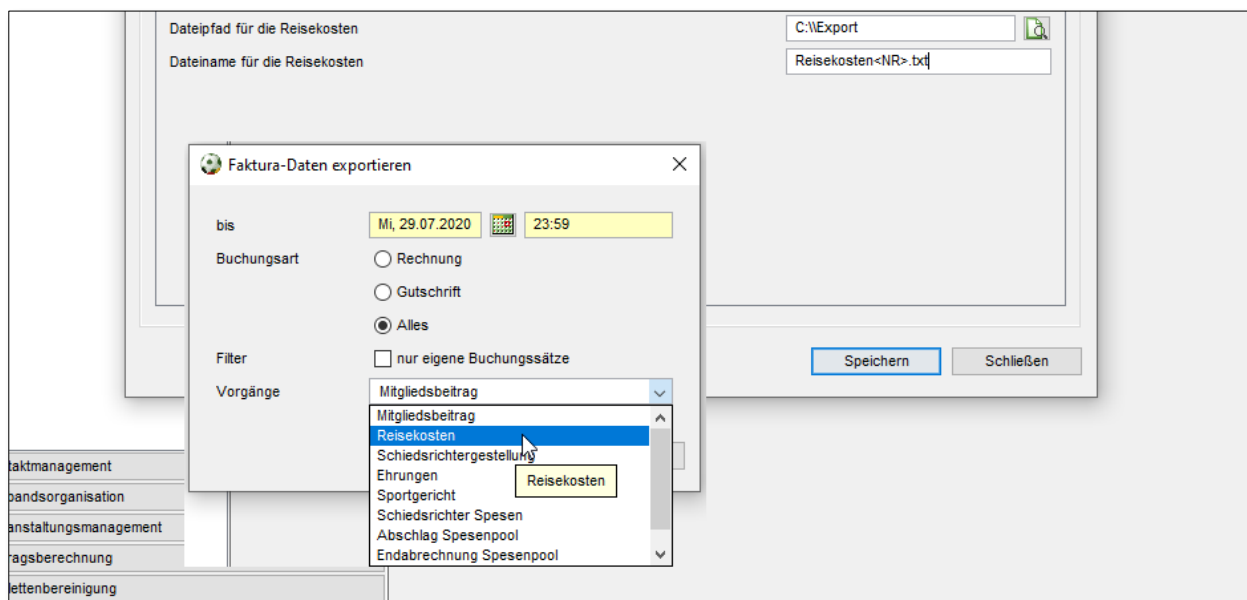 Dateipfad für die Reisekosten C:\\Export
Dateiname für die Reisekosten Reisekosten<NR>.txt
Faktura-Daten exportieren
bis Mi, 29.07.2020 23:59
Buchungsart Rechnung
Gutschrift
Alles
Filter nur eigene Buchungssätze
Speichern Schließen
Vorgänge Mitgliedsbeitrag
Mitgliedsbeitrag
Reisekosten
Schiedsrichtergestellung
Ehrungen
Reisekosten
Sportgericht
Schiedsrichter Spesen
Abschlag Spesenpool
Endabrechnung Spesenpool
taktmanagement
bandsorganisation
anstaltungsmanagement
ragsberechnung
lettenbereinigung